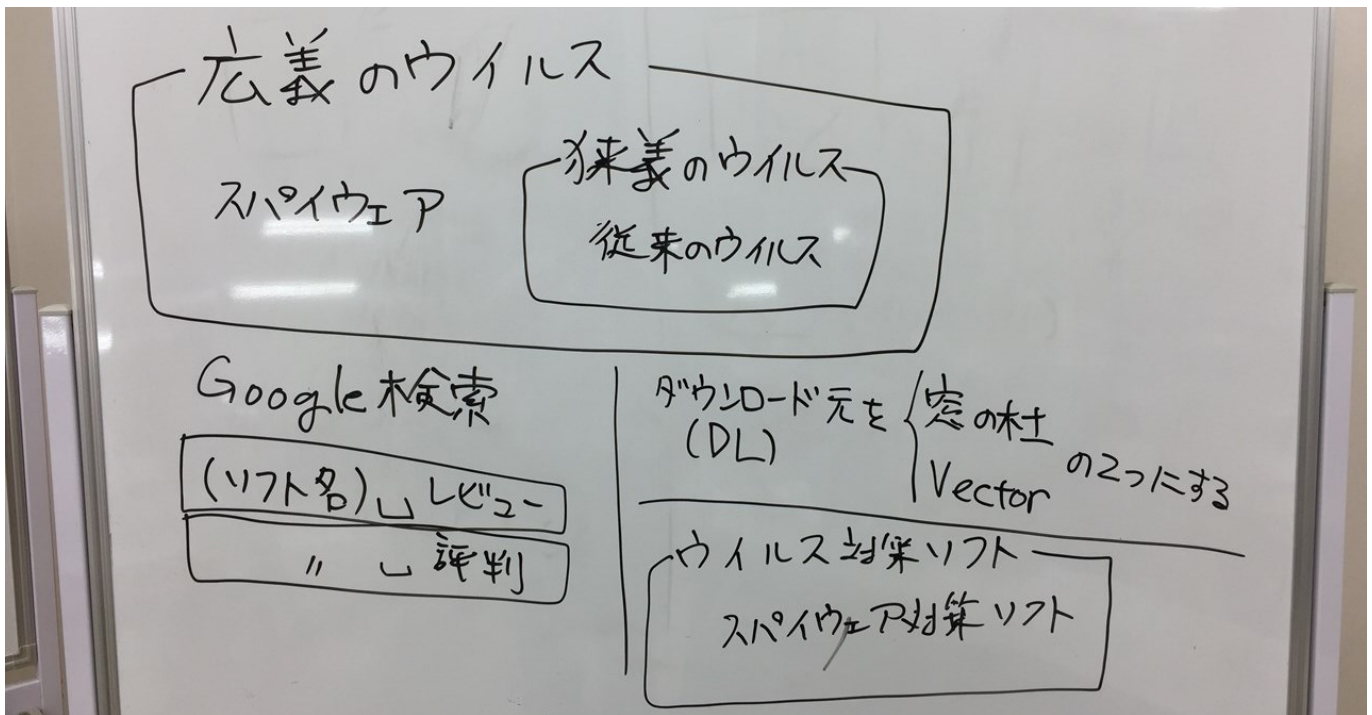 広義のウイルス
狭義のウイルス
スパイウェア
従来のウイルス
Google検索
(ソフト名)␣レビュー
〃␣評判
ダウンロード元を
(DL)
窓の杜
Vector
の2つにする
ウイルス対策ソフト
スパイウェア対策ソフト